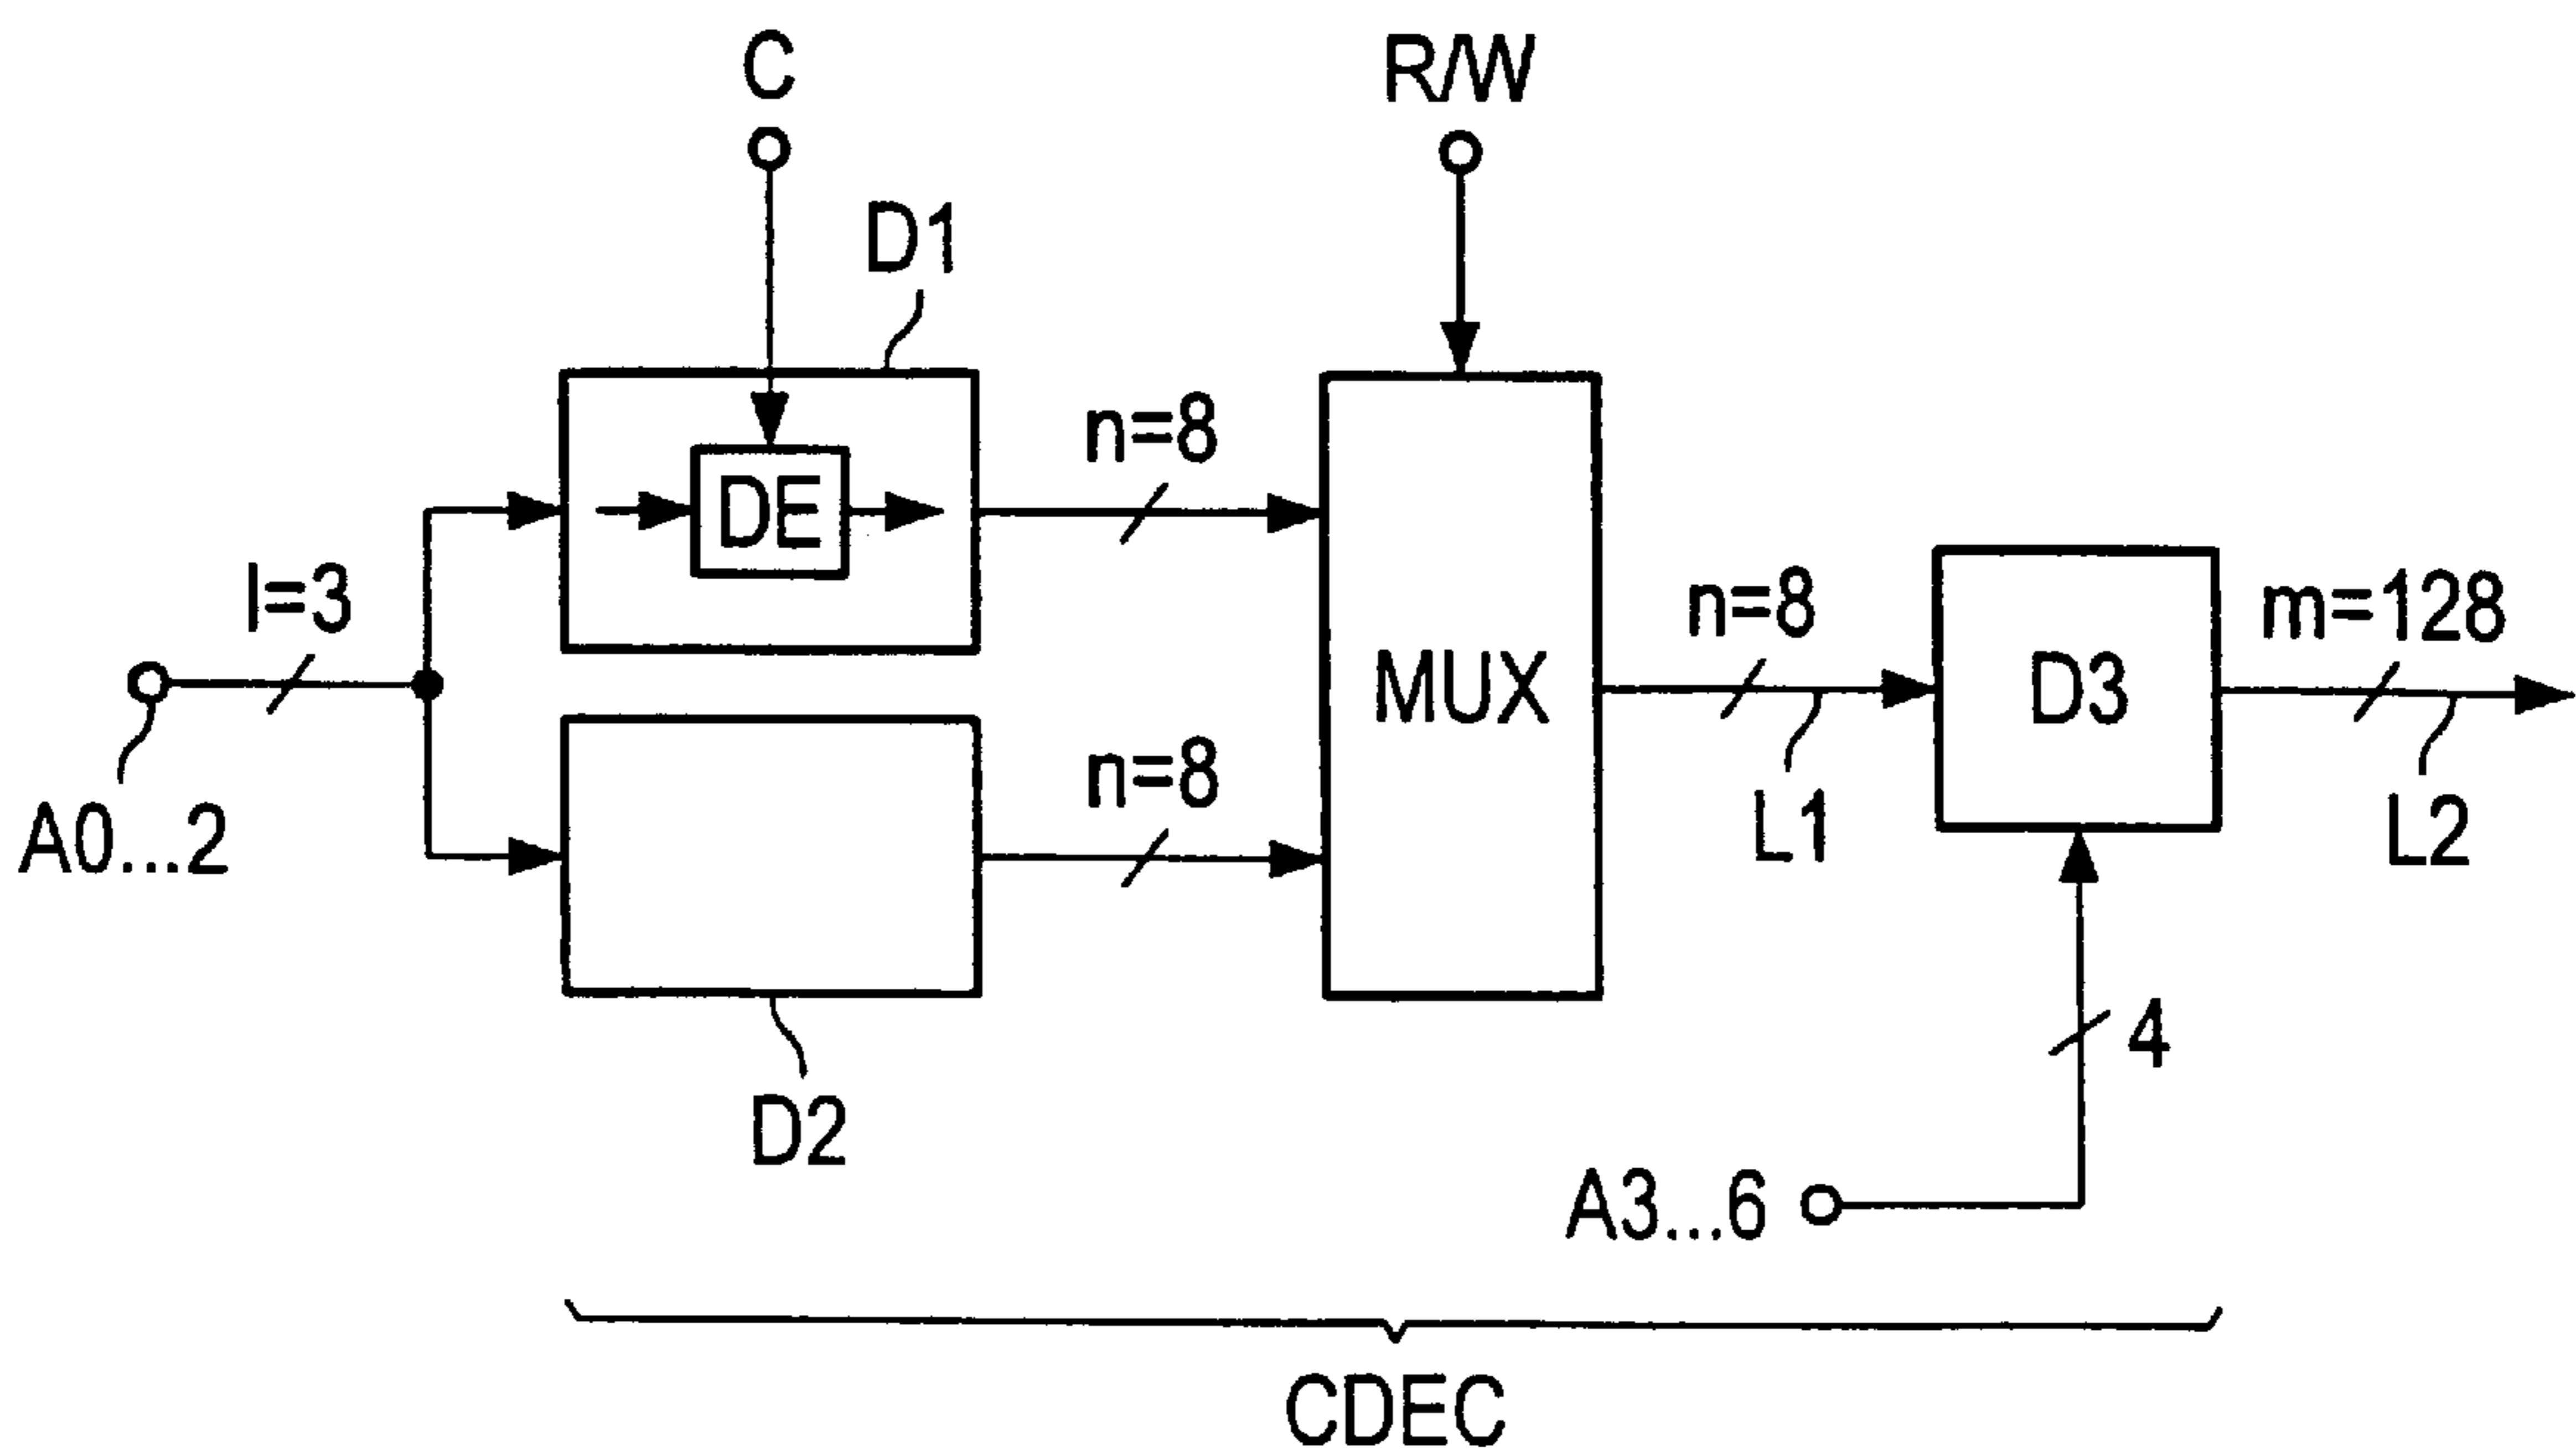 C
R/W
D1
n=8
DE
l=3
n=8
m=128
MUX
D3
n=8
A0...2
L1
L2
4
D2
A3...6
CDEC